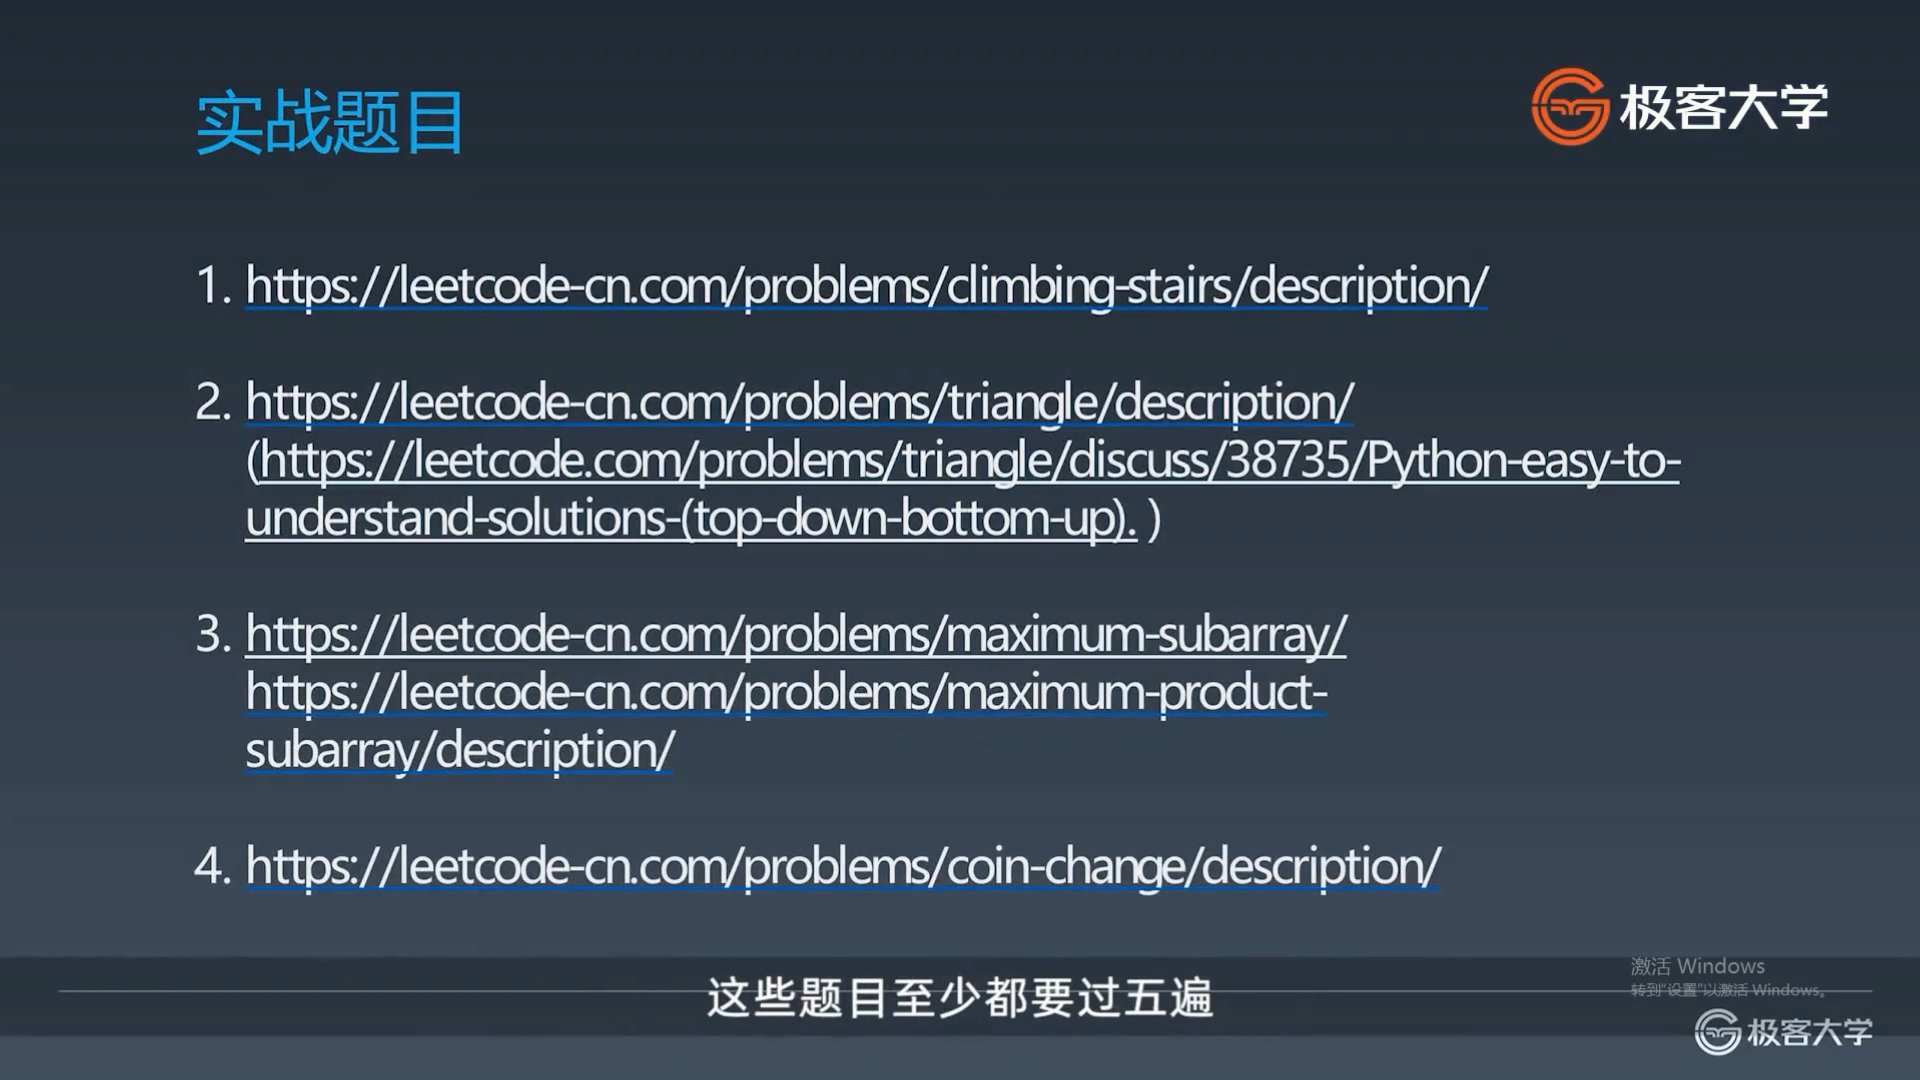 实战题目
极客大学
1. https://leetcode-cn.com/problems/climbing-stairs/description/
2. https://leetcode-cn.com/problems/triangle/description/
(https://leetcode.com/problems/triangle/discuss/38735/Python-easy-to-
understand-solutions-(top-down-bottom-up). )
3. https://leetcode-cn.com/problems/maximum-subarray/
https://leetcode-cn.com/problems/maximum-product-
subarray/description/
4. https://leetcode-cn.com/problems/coin-change/description/
这些题目至少都要过五遍
激活 Windows
转到“设置”以激活 Windows。
极客大学